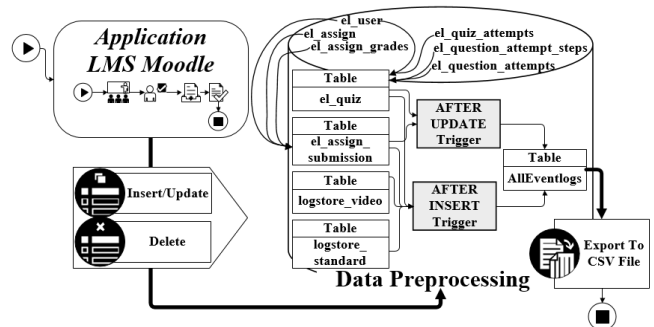 Application
LMS Moodle
Insert/Update
Delete
el_user
el_assign
el_assign_grades
el_quiz_attempts
el_question_attempt_steps
el_question_attempts
Table
el_quiz
Table
el_assign_
submission
Table
logstore_video
Table
logstore_
standard
AFTER
UPDATE
Trigger
AFTER
INSERT
Trigger
Table
AllEventlogs
Data Preprocessing
Export To
CSV File